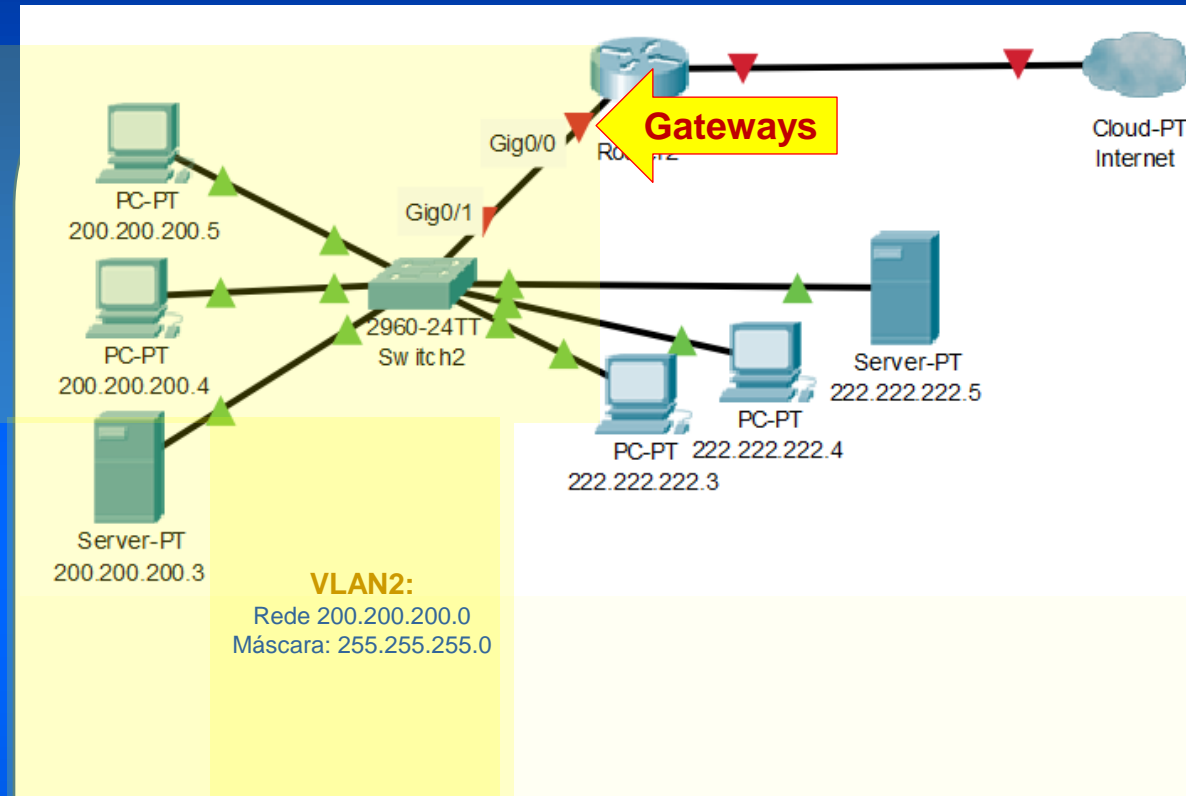 Gateways
Gig0/0
Cloud-PT
Internet
PC-PT
200.200.200.5
Gig0/1
2960-24TT
Switch2
PC-PT
200.200.200.4
Server-PT
222.222.222.5
PC-PT
222.222.222.4
PC-PT
222.222.222.3
Server-PT
200.200.200.3
VLAN2:
Rede 200.200.200.0
Máscara: 255.255.255.0